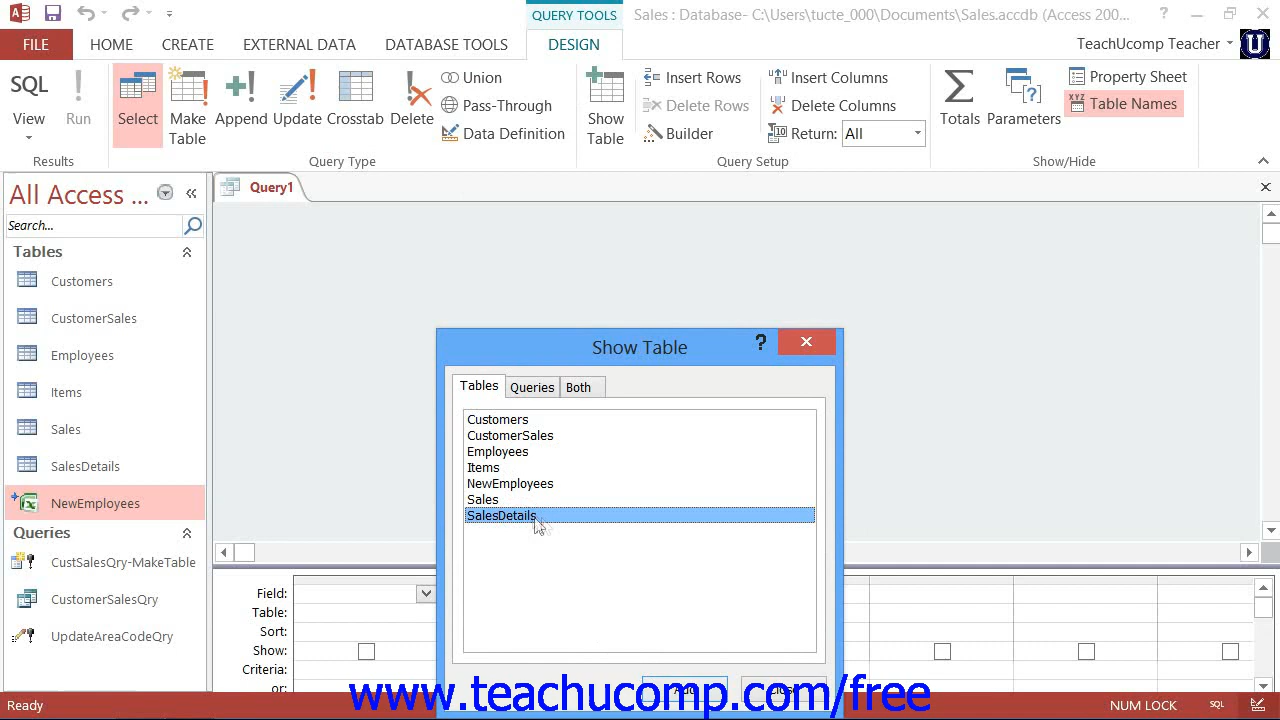 QUERY TOOLS
Sales : Database- C:\Users\tucte_000\Documents\Sales.accdb (Access 200...
?
FILE HOME CREATE EXTERNAL DATA DATABASE TOOLS DESIGN TeachUcomp Teacher
SQL
View
Run
Results
Select
Make Table
Append
Update
Crosstab
Delete
Union
Pass-Through
Data Definition
Query Type
Show Table
Insert Rows
Delete Rows
Builder
Insert Columns
Delete Columns
Return: All
Query Setup
Totals
Parameters
Property Sheet
XYZ Table Names
Show/Hide
All Access ...
Search...
Tables
Customers
CustomerSales
Employees
Items
Sales
SalesDetails
NewEmployees
Queries
CustSalesQry-MakeTable
CustomerSalesQry
UpdateAreaCodeQry
Query1
Show Table
?
Tables Queries Both
Customers
CustomerSales
Employees
Items
NewEmployees
Sales
SalesDetails
Add Close
Field:
Table:
Sort:
Show:
Criteria:
or:
www.teachucomp.com/free
Ready
NUM LOCK
SQL